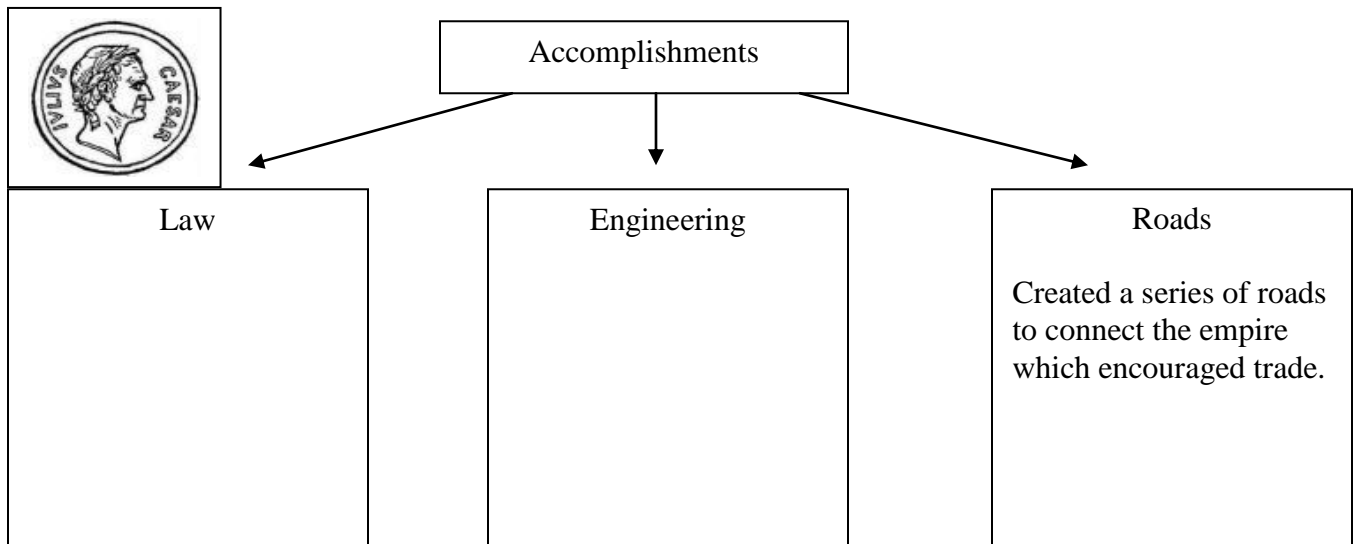 IVLIVS
CAESAR
Accomplishments
Law
Engineering
Roads
Created a series of roads
to connect the empire
which encouraged trade.